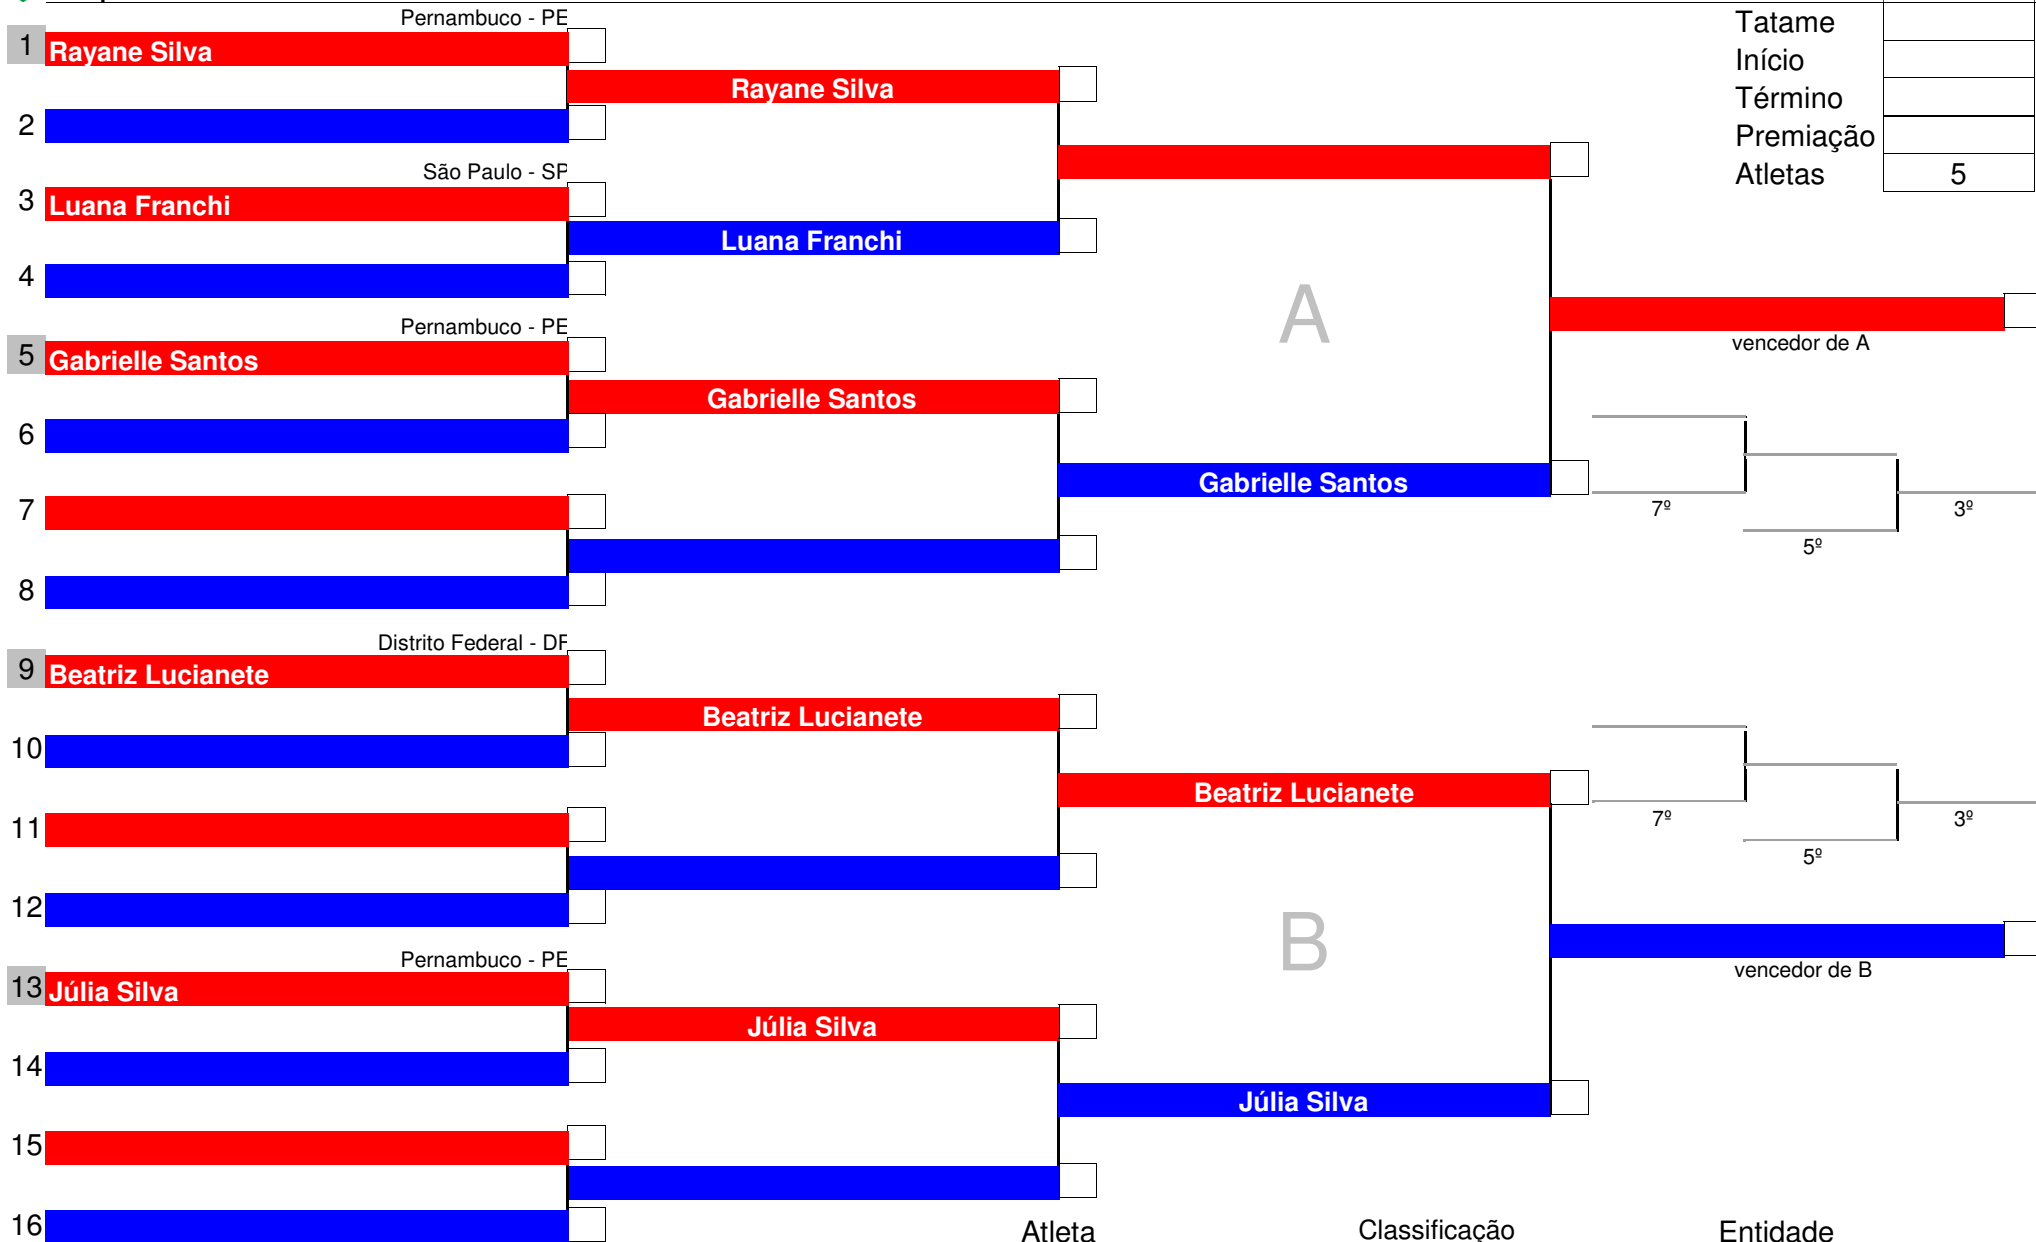 Pernambuco - PE
1 Rayane Silva
Rayane Silva
2
São Paulo - SP
3 Luana Franchi
Luana Franchi
4
Pernambuco - PE
5 Gabrielle Santos
Gabrielle Santos
6
Gabrielle Santos
7
8
Distrito Federal - DF
9 Beatriz Lucianete
Beatriz Lucianete
10
Beatriz Lucianete
11
12
Pernambuco - PE
13 Júlia Silva
Júlia Silva
14
Júlia Silva
15
16
A
B
Tatame
Início
Término
Premiação
Atletas 5
vencedor de A
7º
3º
5º
7º
3º
5º
vencedor de B
Atleta Classificação Entidade